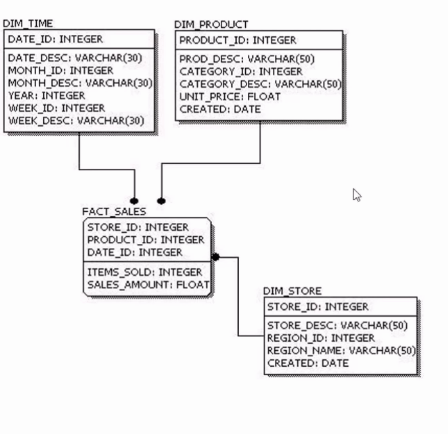 DIM_TIME
DATE_ID: INTEGER
DATE_DESC: VARCHAR(30)
MONTH_ID: INTEGER
MONTH_DESC: VARCHAR(30)
YEAR: INTEGER
WEEK_ID: INTEGER
WEEK_DESC: VARCHAR(30)
DIM_PRODUCT
PRODUCT_ID: INTEGER
PROD_DESC: VARCHAR(50)
CATEGORY_ID: INTEGER
CATEGORY_DESC: VARCHAR(50)
UNIT_PRICE: FLOAT
CREATED: DATE
FACT_SALES
STORE_ID: INTEGER
PRODUCT_ID: INTEGER
DATE_ID: INTEGER
ITEMS_SOLD: INTEGER
SALES_AMOUNT: FLOAT
DIM_STORE
STORE_ID: INTEGER
STORE_DESC: VARCHAR(50)
REGION_ID: INTEGER
REGION_NAME: VARCHAR(50)
CREATED: DATE